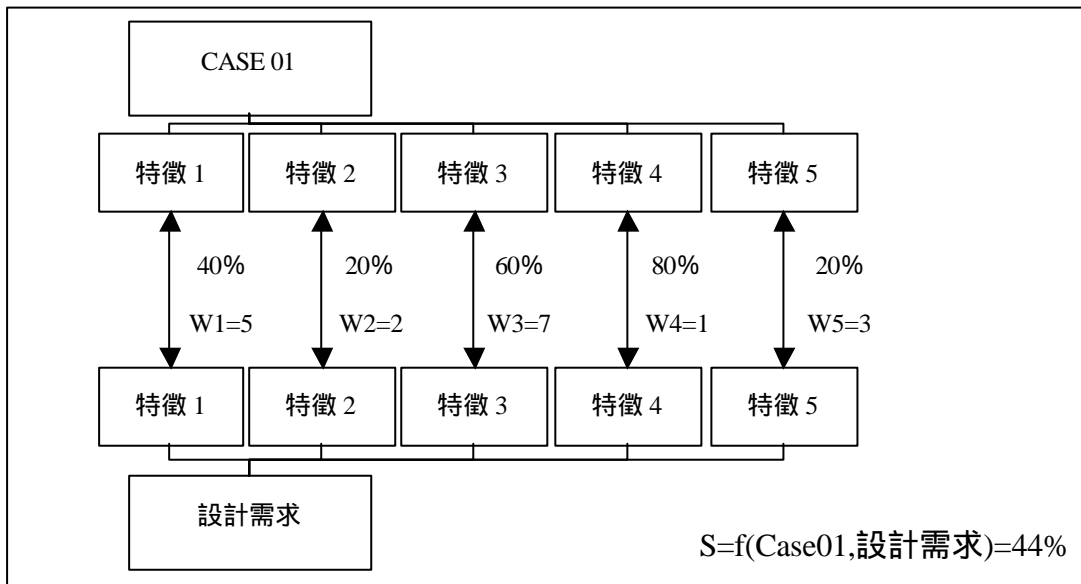 CASE 01
特徵 1
特徵 2
特徵 3
特徵 4
特徵 5
40%
20%
60%
80%
20%
W1=5
W2=2
W3=7
W4=1
W5=3
特徵 1
特徵 2
特徵 3
特徵 4
特徵 5
設計需求
S=f(Case01,設計需求)=44%